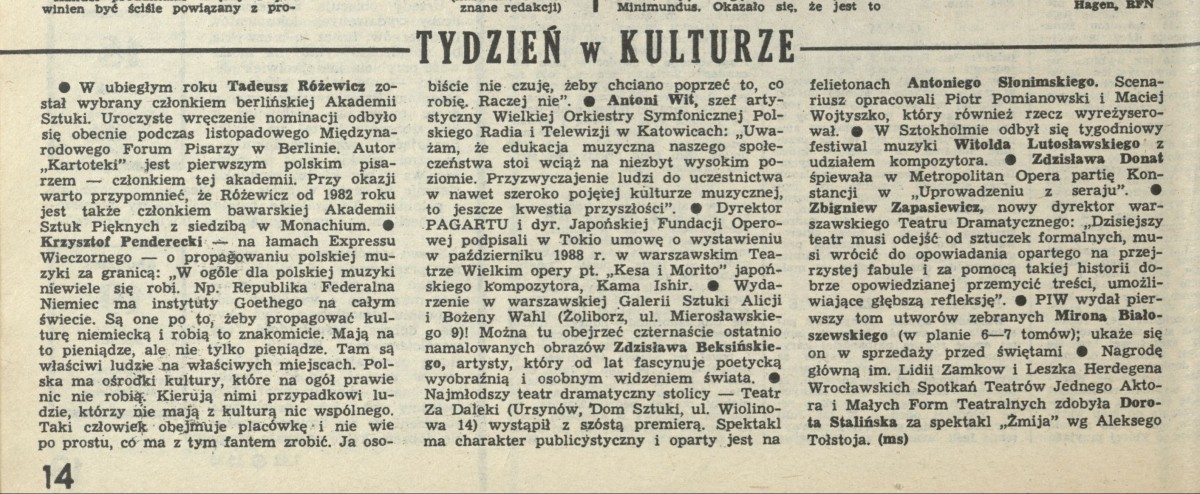 winien być ściśle powiązany z pro-
znane redakcji)
Minimundus. Okazało się, że jest to
Hagen, RFN
TYDZIEŃ w KULTURZE
● W ubiegłym roku Tadeusz Różewicz zo-
stał wybrany członkiem berlińskiej Akademii
Sztuki. Uroczyste wręczenie nominacji odbyło
się obecnie podczas listopadowego Międzyna-
rodowego Forum Pisarzy w Berlinie. Autor
„Kartoteki” jest pierwszym polskim pisa-
rzem — członkiem tej akademii. Przy okazji
warto przypomnieć, że Różewicz od 1982 roku
jest także członkiem bawarskiej Akademii
Sztuk Pięknych z siedzibą w Monachium. ●
Krzysztof Penderecki — na łamach Expressu
Wieczornego — o propagowaniu polskiej mu-
zyki za granicą: „W ogóle dla polskiej muzyki
niewiele się robi. Np. Republika Federalna
Niemiec ma instytuty Goethego na całym
świecie. Są one po to, żeby propagować kul-
turę niemiecką i robią to znakomicie. Mają na
to pieniądze, ale nie tylko pieniądze. Tam są
właściwi ludzie na właściwych miejscach. Pol-
ska ma ośrodki kultury, które na ogół prawie
nic nie robią. Kierują nimi przypadkowi lu-
dzie, którzy nie mają z kulturą nic wspólnego.
Taki człowiek obejmuje placówkę i nie wie
po prostu, co ma z tym fantem zrobić. Ja oso-
biście nie czuję, żeby chciano poprzeć to, co
robię. Raczej nie”. ● Antoni Wit, szef arty-
styczny Wielkiej Orkiestry Symfonicznej Pol-
skiego Radia i Telewizji w Katowicach: „Uwa-
żam, że edukacja muzyczna naszego społe-
czeństwa stoi wciąż na niezbyt wysokim po-
ziomie. Przyzwyczajenie ludzi do uczestnictwa
w nawet szeroko pojętej kulturze muzycznej,
to jeszcze kwestia przyszłości”. ● Dyrektor
PAGARTU i dyr. Japońskiej Fundacji Opero-
wej podpisali w Tokio umowę o wystawieniu
w październiku 1988 r. w warszawskim Tea-
trze Wielkim opery pt. „Kesa i Morito” japoń-
skiego kompozytora, Kama Ishir. ● Wyda-
rzenie w warszawskiej Galerii Sztuki Alicji
i Bożeny Wahl (Żoliborz, ul. Mierosławskie-
go 9)! Można tu obejrzeć czternaście ostatnio
namalowanych obrazów Zdzisława Beksińskie-
go, artysty, który od lat fascynuje poetycką
wyobraźnią i osobnym widzeniem świata. ●
Najmłodszy teatr dramatyczny stolicy — Teatr
Za Daleki (Ursynów, Dom Sztuki, ul. Wiolino-
wa 14) wystąpił z szóstą premierą. Spektakl
ma charakter publicystyczny i oparty jest na
felietonach Antoniego Słonimskiego. Scena-
riusz opracowali Piotr Pomianowski i Maciej
Wojtyszko, który również rzecz wyreżysero-
wał. ● W Sztokholmie odbył się tygodniowy
festiwal muzyki Witolda Lutosławskiego z
udziałem kompozytora. ● Zdzisława Donat
śpiewała w Metropolitan Opera partię Kon-
stancji w „Uprowadzeniu z seraju”. ●
Zbigniew Zapasiewicz, nowy dyrektor war-
szawskiego Teatru Dramatycznego: „Dzisiejszy
teatr musi odejść od sztuczek formalnych, mu-
si wrócić do opowiadania opartego na przej-
rzystej fabule i za pomocą takiej historii do-
brze opowiedzianej przemycić treści, umożli-
wiające głębszą refleksję”. ● PIW wydał pier-
wszy tom utworów zebranych Mirona Biało-
szewskiego (w planie 6—7 tomów); ukaże się
on w sprzedaży przed świętami ● Nagrodę
główną im. Lidii Zamkow i Leszka Herdegena
Wrocławskich Spotkań Teatrów Jednego Akto-
ra i Małych Form Teatralnych zdobyła Doro-
ta Stalińska za spektakl „Żmija” wg Aleksego
Tołstoja. (ms)
14